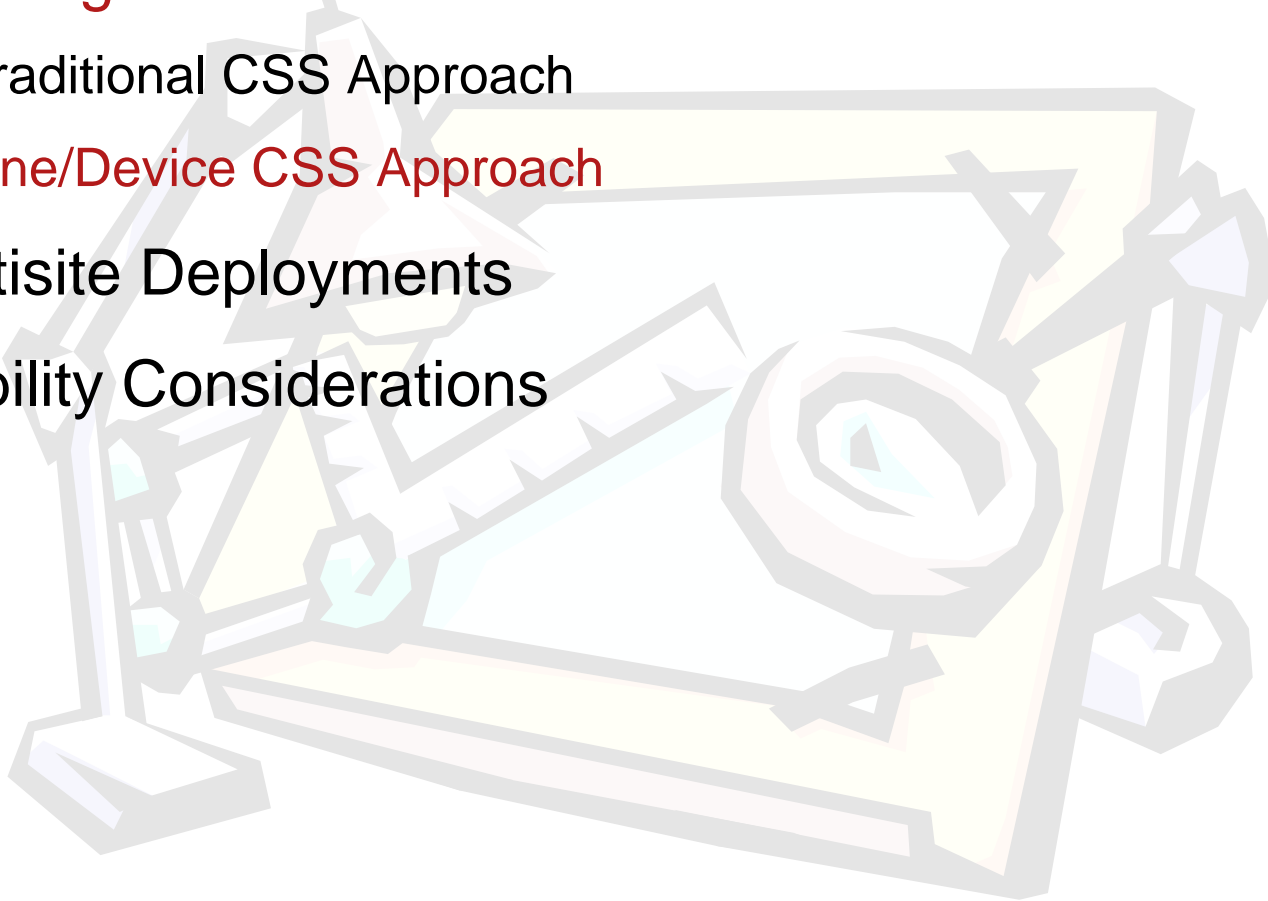 raditional CSS Approach
ne/Device CSS Approach
tisite Deployments
bility Considerations